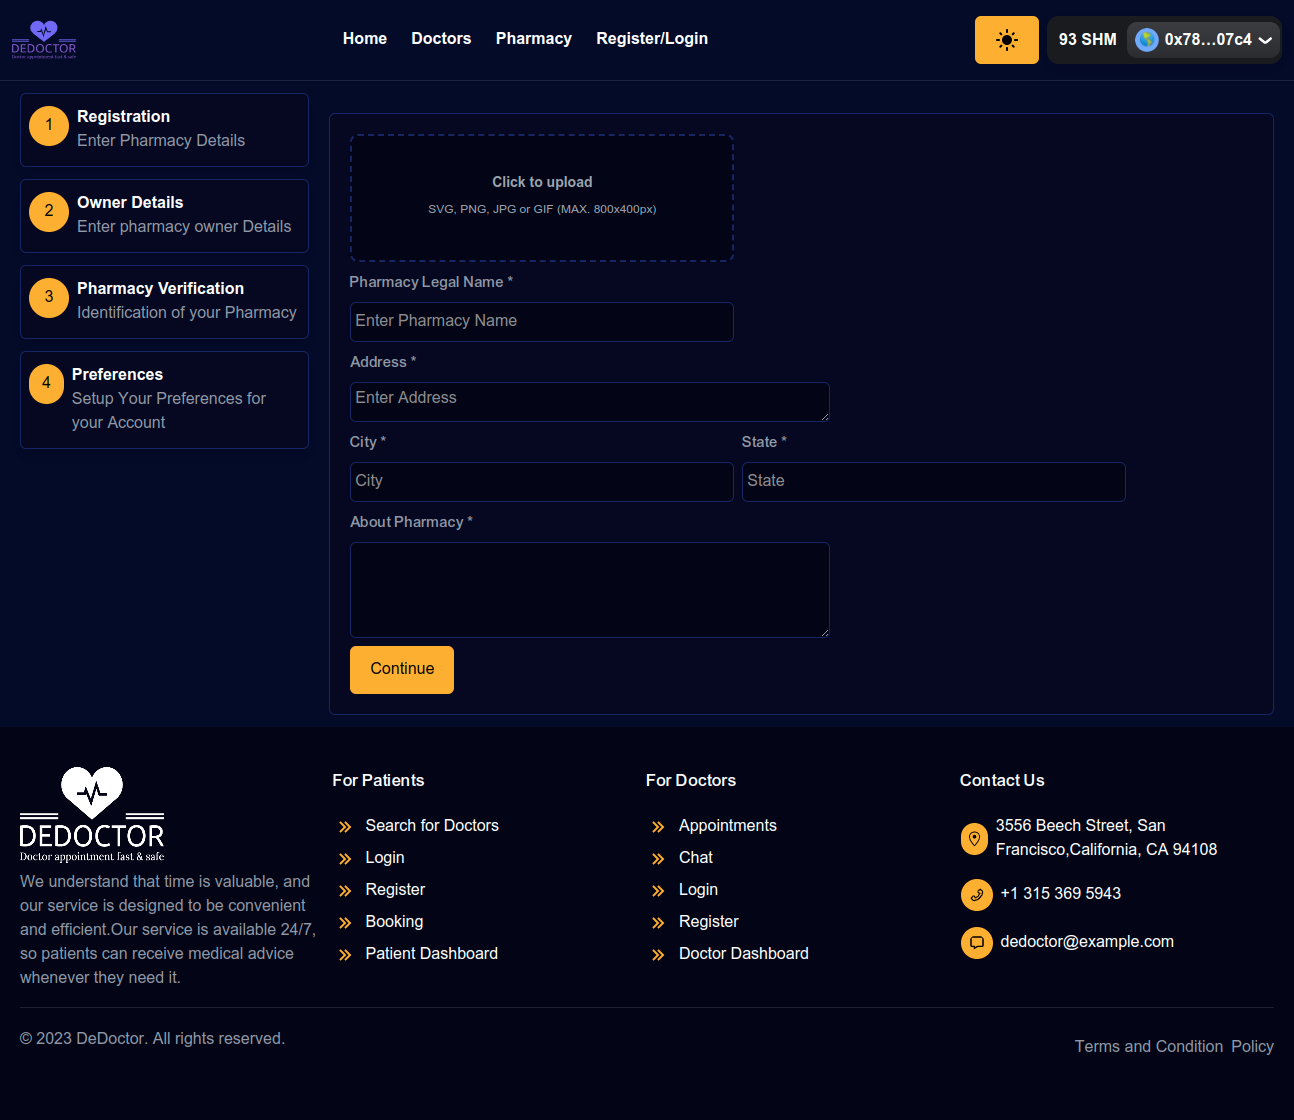 DEDOCTOR
Doctor appointment fast & safe
Home
Doctors
Pharmacy
Register/Login
93 SHM
0x78...07c4
1
Registration
Enter Pharmacy Details
2
Owner Details
Enter pharmacy owner Details
3
Pharmacy Verification
Identification of your Pharmacy
4
Preferences
Setup Your Preferences for
your Account
Click to upload
SVG, PNG, JPG or GIF (MAX. 800x400px)
Pharmacy Legal Name *
Enter Pharmacy Name
Address *
Enter Address
City *
State *
City
State
About Pharmacy *
Continue
DEDOCTOR
Doctor appointment fast & safe
We understand that time is valuable, and
our service is designed to be convenient
and efficient.Our service is available 24/7,
so patients can receive medical advice
whenever they need it.
For Patients
Search for Doctors
Login
Register
Booking
Patient Dashboard
For Doctors
Appointments
Chat
Login
Register
Doctor Dashboard
Contact Us
3556 Beech Street, San
Francisco,California, CA 94108
+1 315 369 5943
dedoctor@example.com
© 2023 DeDoctor. All rights reserved.
Terms and Condition
Policy